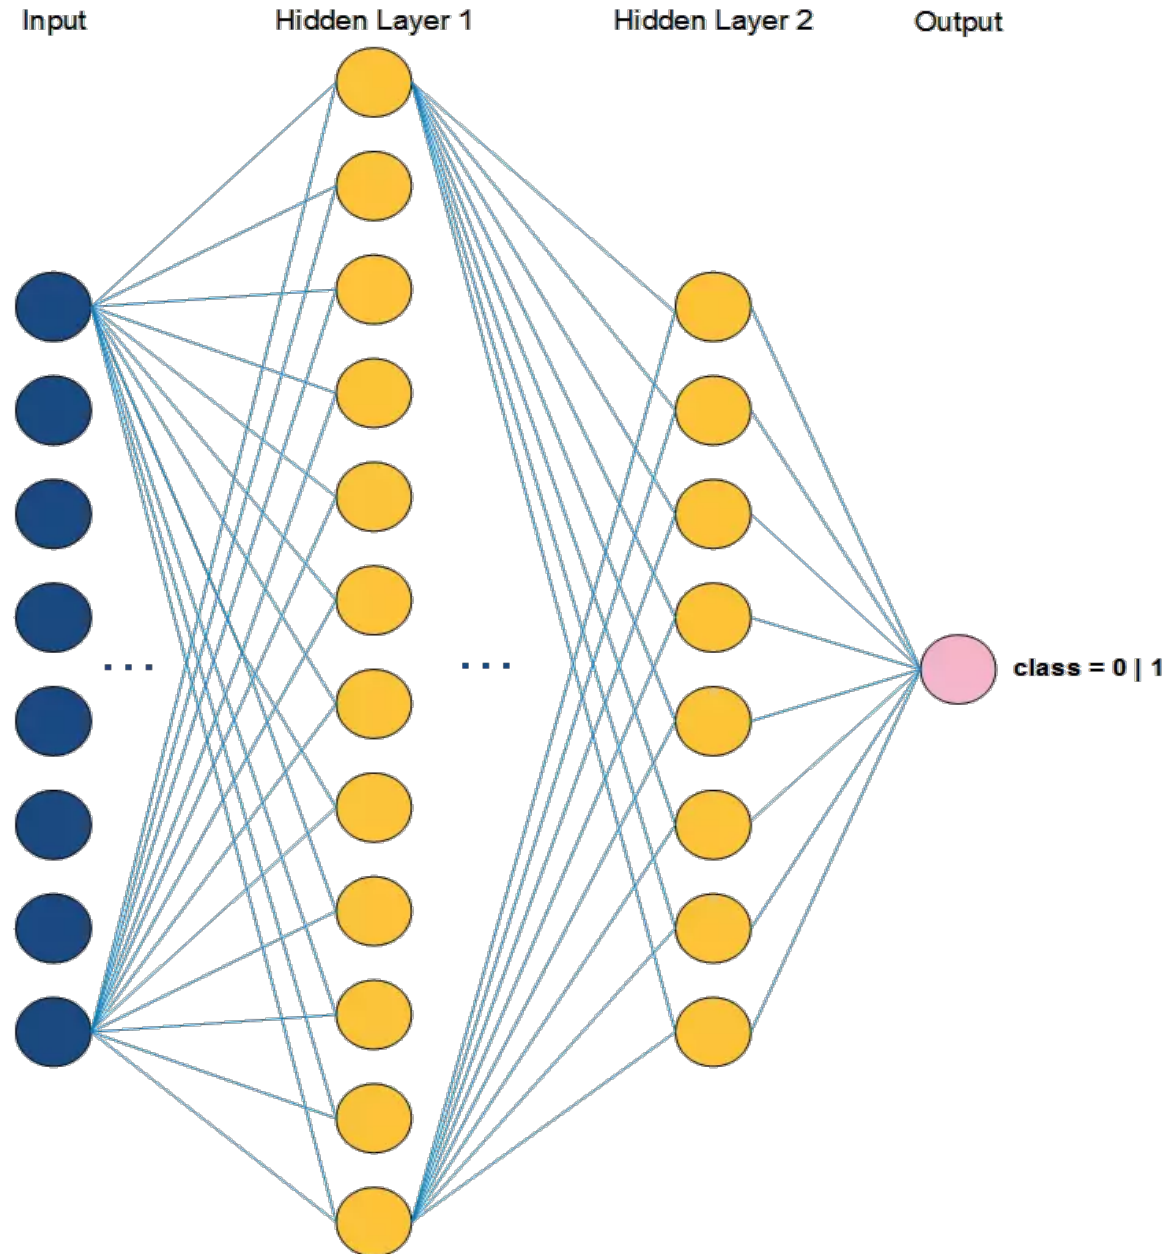 Input
Hidden Layer 1
Hidden Layer 2
Output
class = 0 | 1